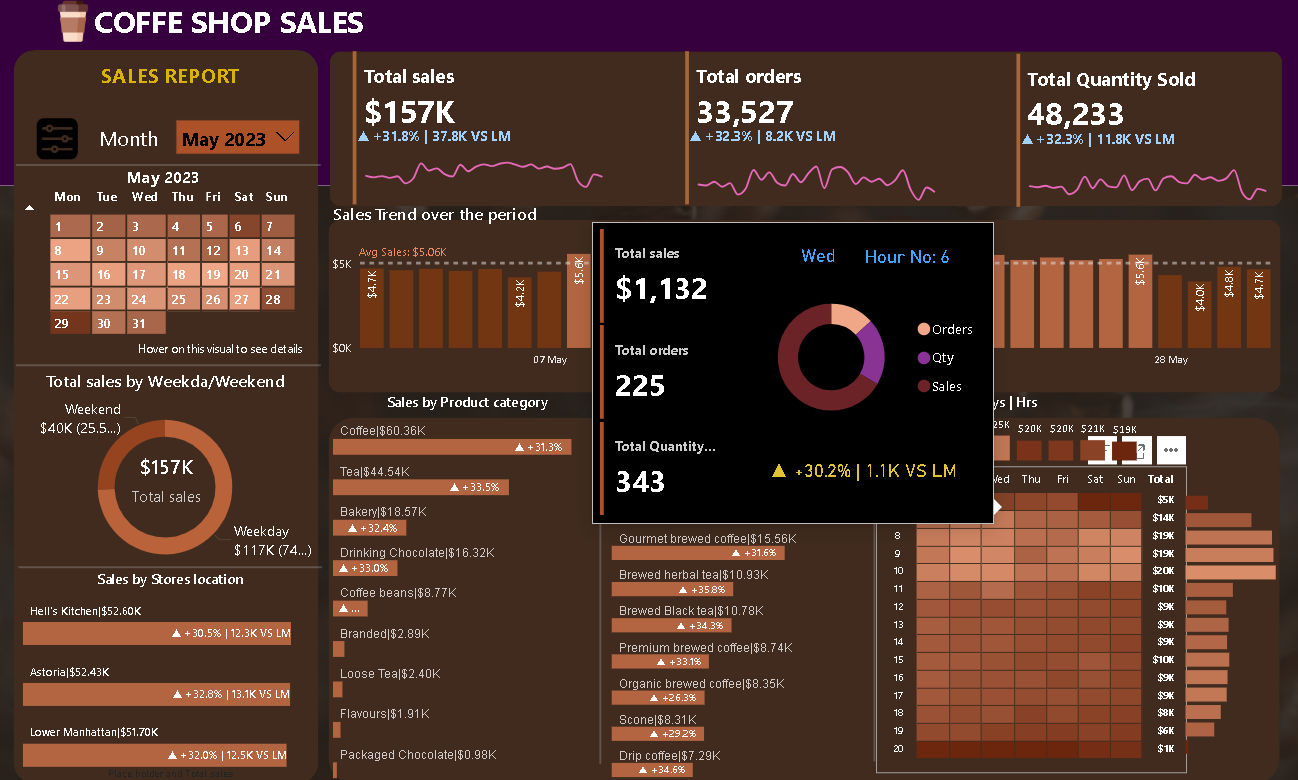 COFFE SHOP SALES
SALES REPORT
Month
May 2023
May 2023
Mon Tue Wed Thu Fri Sat Sun
1 2 3 4 5 6 7
8 9 10 11 12 13 14
15 16 17 18 19 20 21
22 23 24 25 26 27 28
29 30 31
Hover on this visual to see details
Total sales by Weekda/Weekend
Weekend
$40K (25.5...)
$157K
Total sales
Weekday
$117K (74...)
Sales by Stores location
Hell's Kitchen|$52.60K
▲ +30.5% | 12.3K VS LM
Astoria|$52.43K
▲ +32.8% | 13.1K VS LM
Lower Manhattan|$51.70K
▲ +32.0% | 12.5K VS LM
Place holder and Total sales
Total sales
$157K
▲ +31.8% | 37.8K VS LM
Total orders
33,527
▲ +32.3% | 8.2K VS LM
Total Quantity Sold
48,233
▲ +32.3% | 11.8K VS LM
Sales Trend over the period
Avg Sales: $5.06K
$5K
$0K
$4.7K
$4.2K
$5.6K
$5.6K
$4.0K
$4.8K
$4.7K
07 May
28 May
Total sales
$1,132
Total orders
225
Total Quantity...
343
Wed Hour No: 6
Orders
Qty
Sales
▲ +30.2% | 1.1K VS LM
Sales by Product category
Coffee|$60.36K
▲ +31.3%
Tea|$44.54K
▲ +33.5%
Bakery|$18.57K
▲ +32.4%
Drinking Chocolate|$16.32K
▲ +33.0%
Coffee beans|$8.77K
▲ ...
Branded|$2.89K
Loose Tea|$2.40K
Flavours|$1.91K
Packaged Chocolate|$0.98K
Gourmet brewed coffee|$15.56K
▲ +31.6%
Brewed herbal tea|$10.93K
▲ +35.8%
Brewed Black tea|$10.78K
▲ +34.3%
Premium brewed coffee|$8.74K
▲ +33.1%
Organic brewed coffee|$8.35K
▲ +26.3%
Scone|$8.31K
▲ +29.2%
Drip coffee|$7.29K
▲ +34.6%
ys | Hrs
25K $20K $20K $21K $19K
Wed Thu Fri Sat Sun Total
$5K
$14K
8 $19K
9 $19K
10 $20K
11 $10K
12 $9K
13 $9K
14 $9K
15 $10K
16 $9K
17 $9K
18 $8K
19 $6K
20 $1K